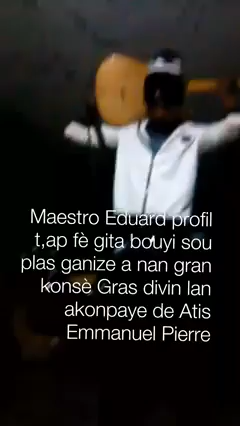 Maestro Eduard profil
t,ap fè gita bouyi sou
plas ganize a nan gran
konsè Gras divin lan
akonpaye de Atis
Emmanuel Pierre